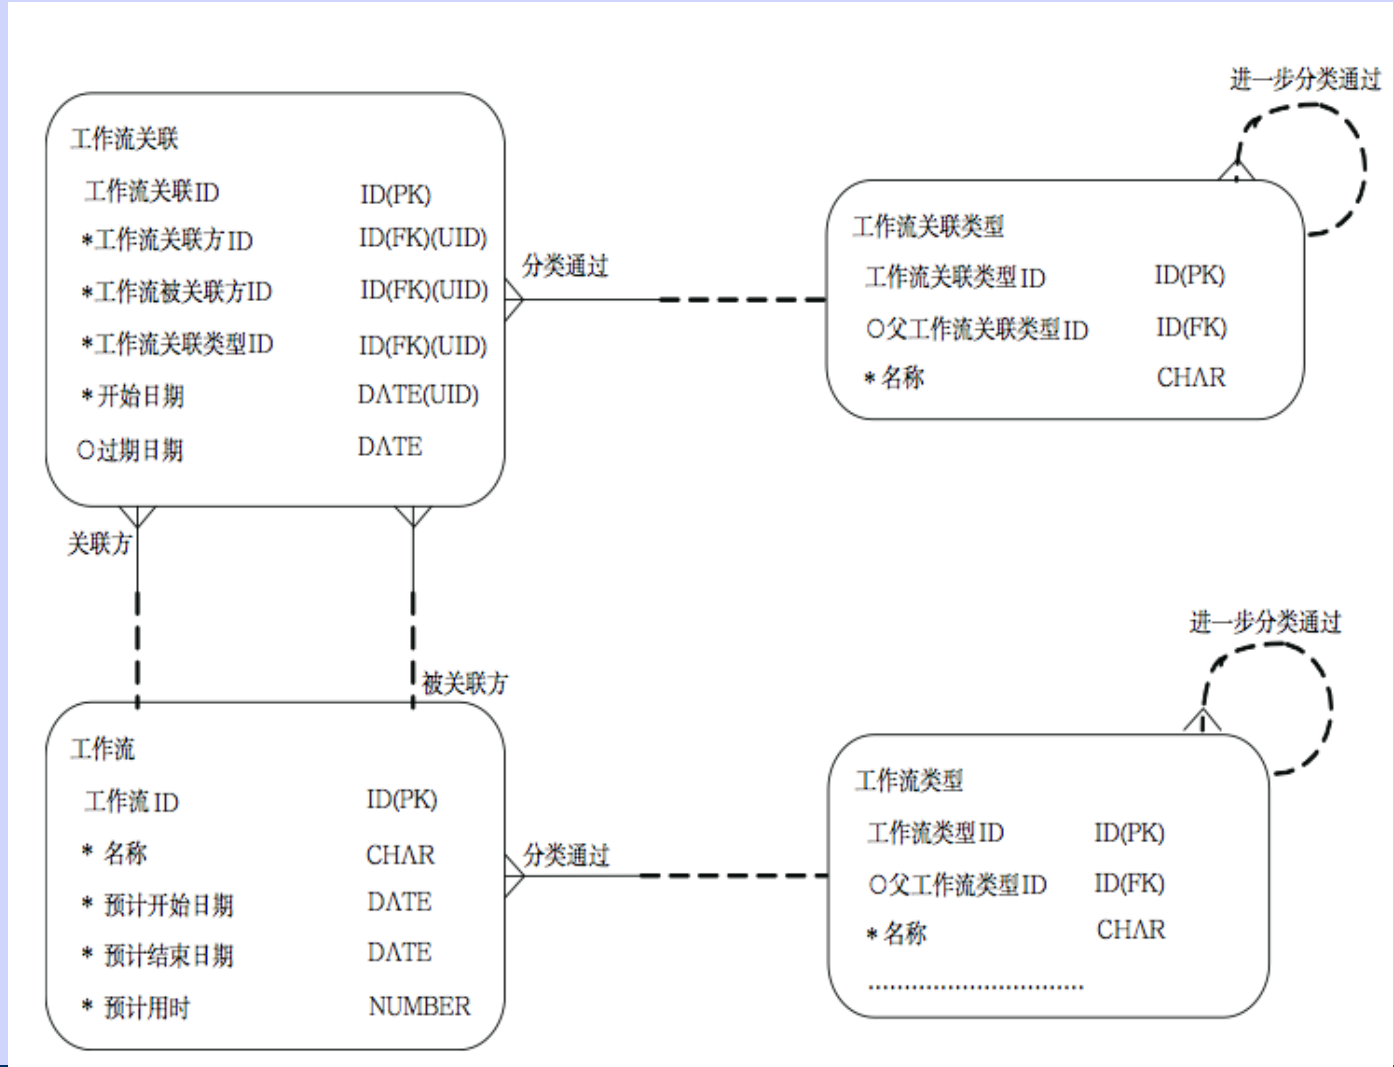 进一步分类通过
工作流关联
工作流关联ID ID(PK)
*工作流关联方ID ID(FK)(UID)
*工作流被关联方ID ID(FK)(UID)
*工作流关联类型ID ID(FK)(UID)
*开始日期 DATE(UID)
○过期日期 DATE
分类通过
工作流关联类型
工作流关联类型ID ID(PK)
○父工作流关联类型ID ID(FK)
*名称 CHAR
关联方
被关联方
进一步分类通过
工作流
工作流ID ID(PK)
* 名称 CHAR
* 预计开始日期 DATE
* 预计结束日期 DATE
* 预计用时 NUMBER
分类通过
工作流类型
工作流类型ID ID(PK)
○父工作流类型ID ID(FK)
*名称 CHAR
..............................